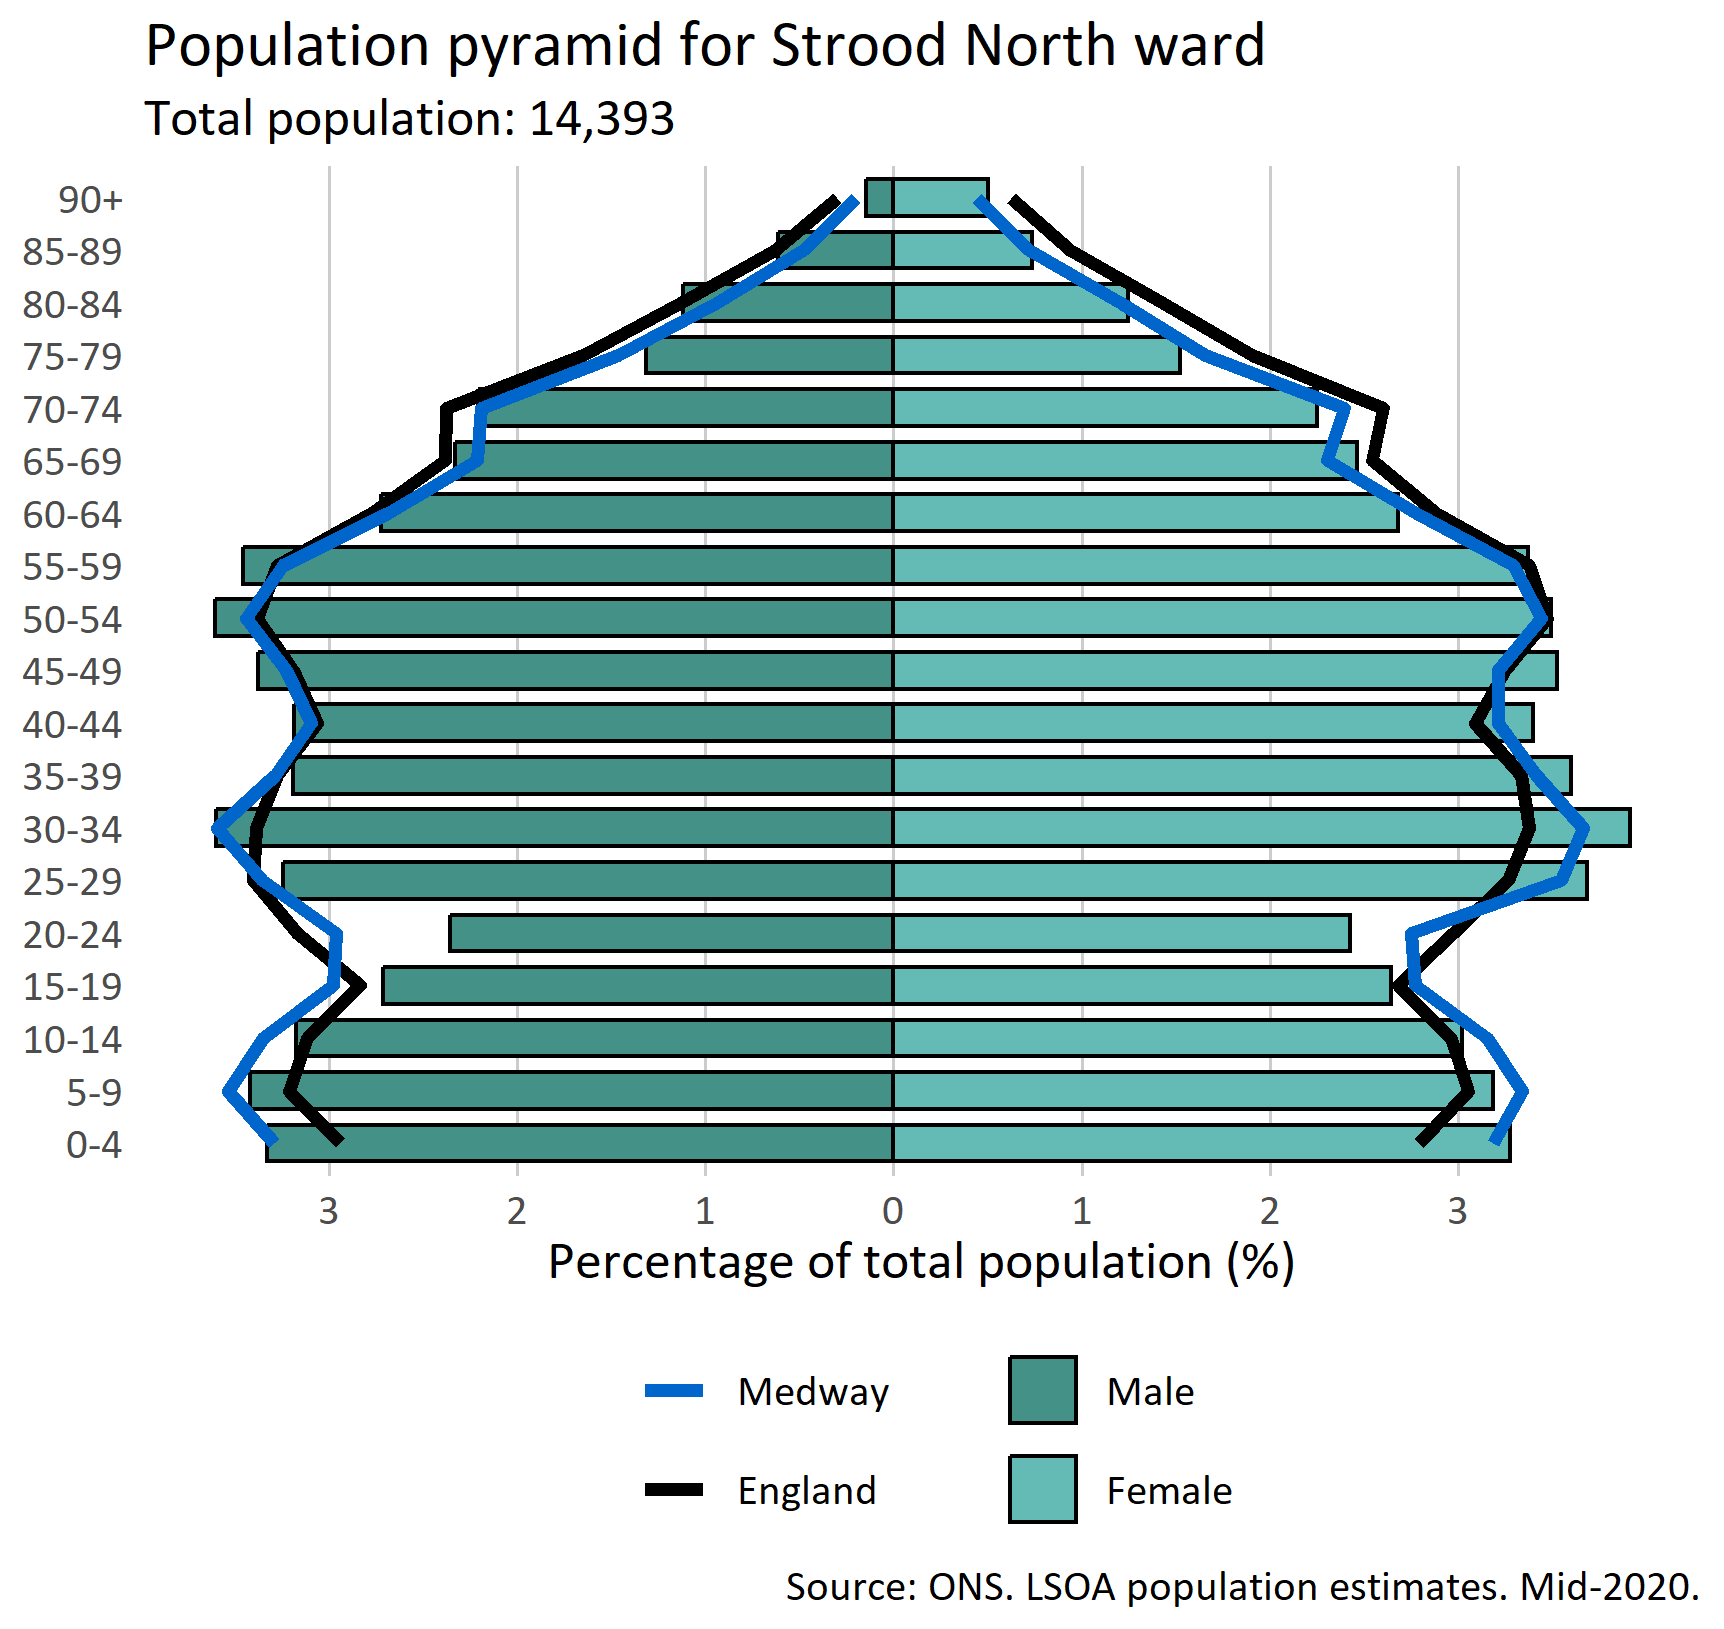 Population pyramid for Strood North ward
Total population: 14,393
90+
85-89
80-84
75-79
70-74
65-69
60-64
55-59
50-54
45-49
40-44
35-39
30-34
25-29
20-24
15-19
10-14
5-9
0-4
3 2 1 0 1 2 3
Percentage of total population (%)
Medway Male
England Female
Source: ONS. LSOA population estimates. Mid-2020.